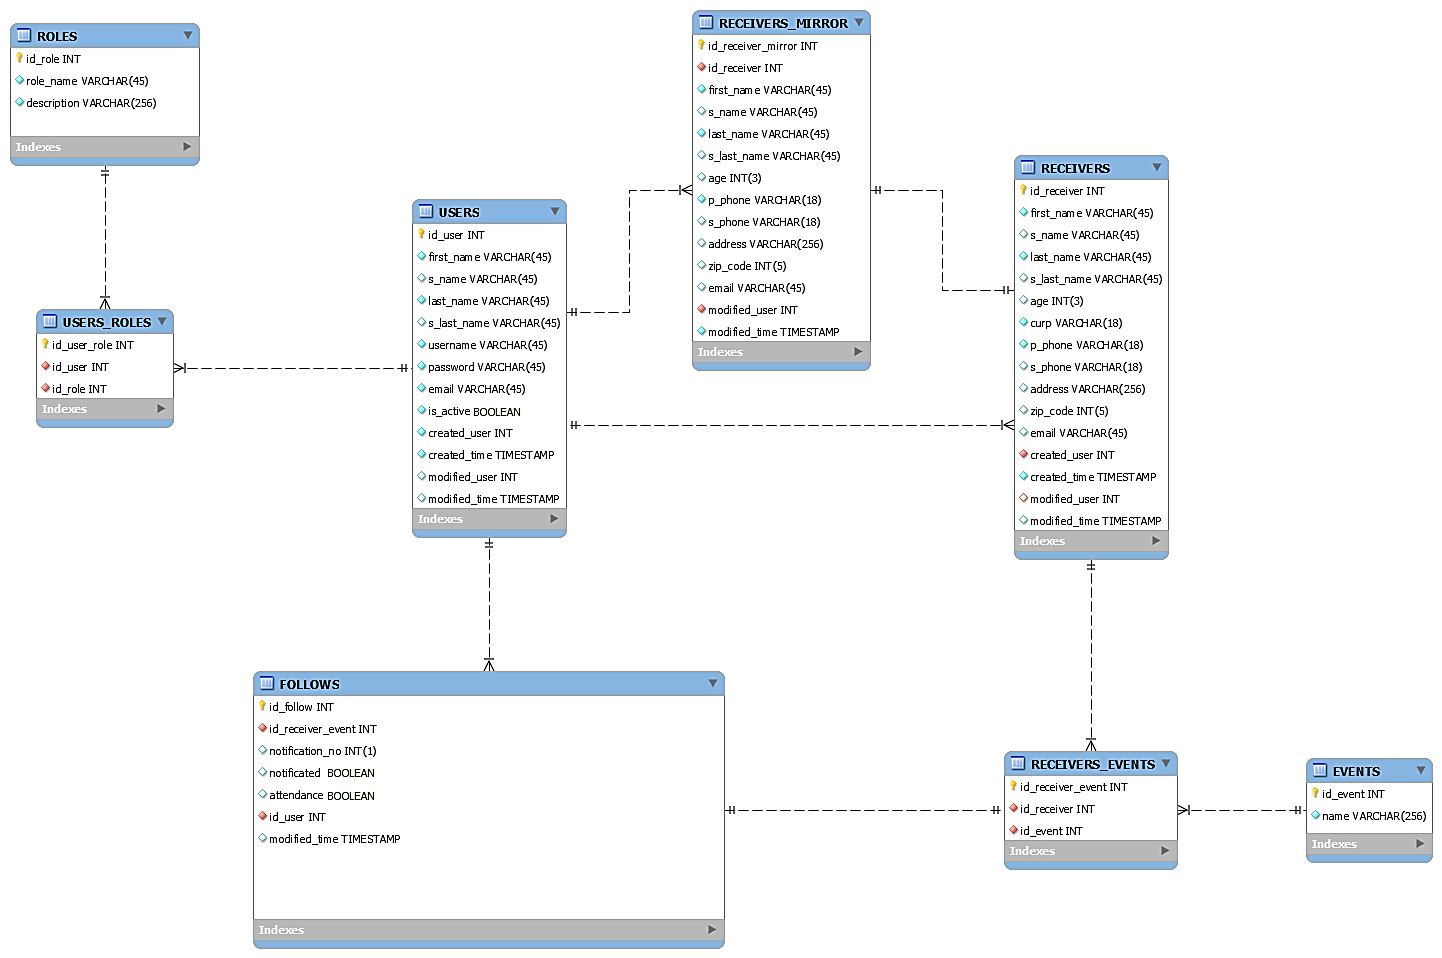 ROLES
id_role INT
role_name VARCHAR(45)
description VARCHAR(256)
Indexes
USERS_ROLES
id_user_role INT
id_user INT
id_role INT
Indexes
USERS
id_user INT
first_name VARCHAR(45)
s_name VARCHAR(45)
last_name VARCHAR(45)
s_last_name VARCHAR(45)
username VARCHAR(45)
password VARCHAR(45)
email VARCHAR(45)
is_active BOOLEAN
created_user INT
created_time TIMESTAMP
modified_user INT
modified_time TIMESTAMP
Indexes
RECEIVERS_MIRROR
id_receiver_mirror INT
id_receiver INT
first_name VARCHAR(45)
s_name VARCHAR(45)
last_name VARCHAR(45)
s_last_name VARCHAR(45)
age INT(3)
p_phone VARCHAR(18)
s_phone VARCHAR(18)
address VARCHAR(256)
zip_code INT(5)
email VARCHAR(45)
modified_user INT
modified_time TIMESTAMP
Indexes
RECEIVERS
id_receiver INT
first_name VARCHAR(45)
s_name VARCHAR(45)
last_name VARCHAR(45)
s_last_name VARCHAR(45)
age INT(3)
curp VARCHAR(18)
p_phone VARCHAR(18)
s_phone VARCHAR(18)
address VARCHAR(256)
zip_code INT(5)
email VARCHAR(45)
created_user INT
created_time TIMESTAMP
modified_user INT
modified_time TIMESTAMP
Indexes
FOLLOWS
id_follow INT
id_receiver_event INT
notification_no INT(1)
notificated BOOLEAN
attendance BOOLEAN
id_user INT
modified_time TIMESTAMP
Indexes
RECEIVERS_EVENTS
id_receiver_event INT
id_receiver INT
id_event INT
Indexes
EVENTS
id_event INT
name VARCHAR(256)
Indexes